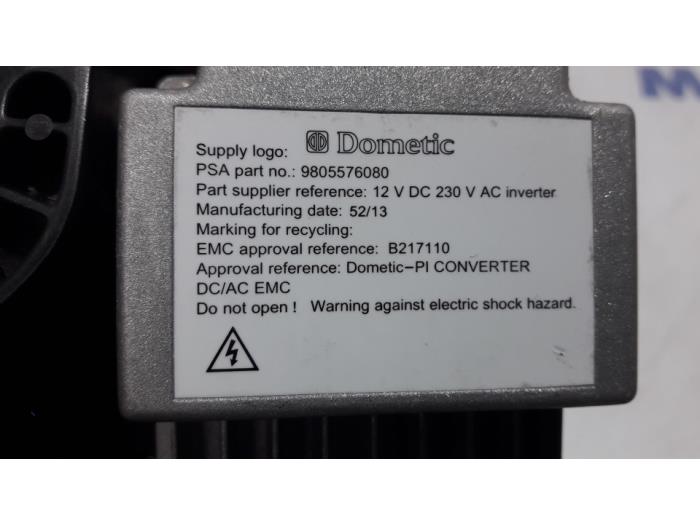 Supply logo: Dometic
PSA part no.: 9805576080
Part supplier reference: 12 V DC 230 V AC inverter
Manufacturing date: 52/13
Marking for recycling:
EMC approval reference: B217110
Approval reference: Dometic-PI CONVERTER
DC/AC EMC
Do not open! Warning against electric shock hazard.